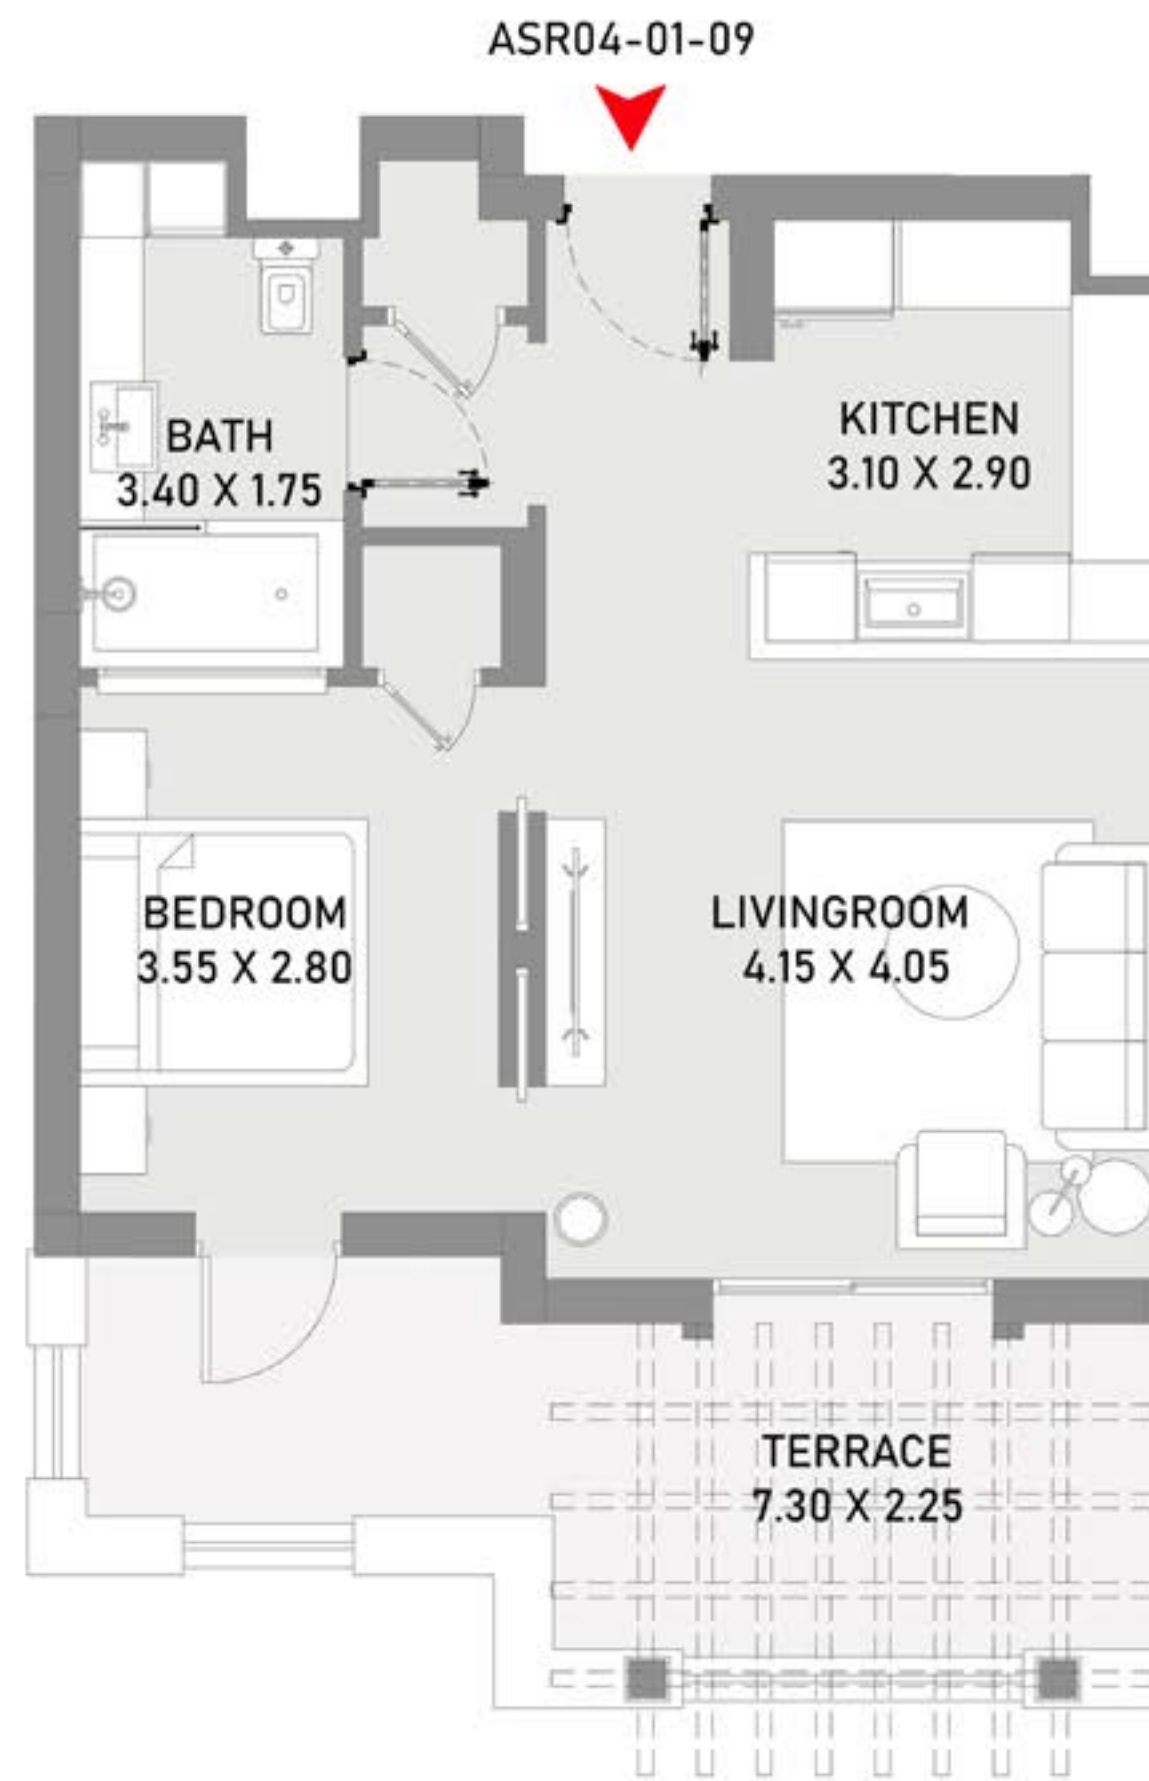 ASR04-01-09
BATH
3.40 X 1.75
KITCHEN
3.10 X 2.90
BEDROOM
3.55 X 2.80
LIVINGROOM
4.15 X 4.05
TERRACE
7.30 X 2.25